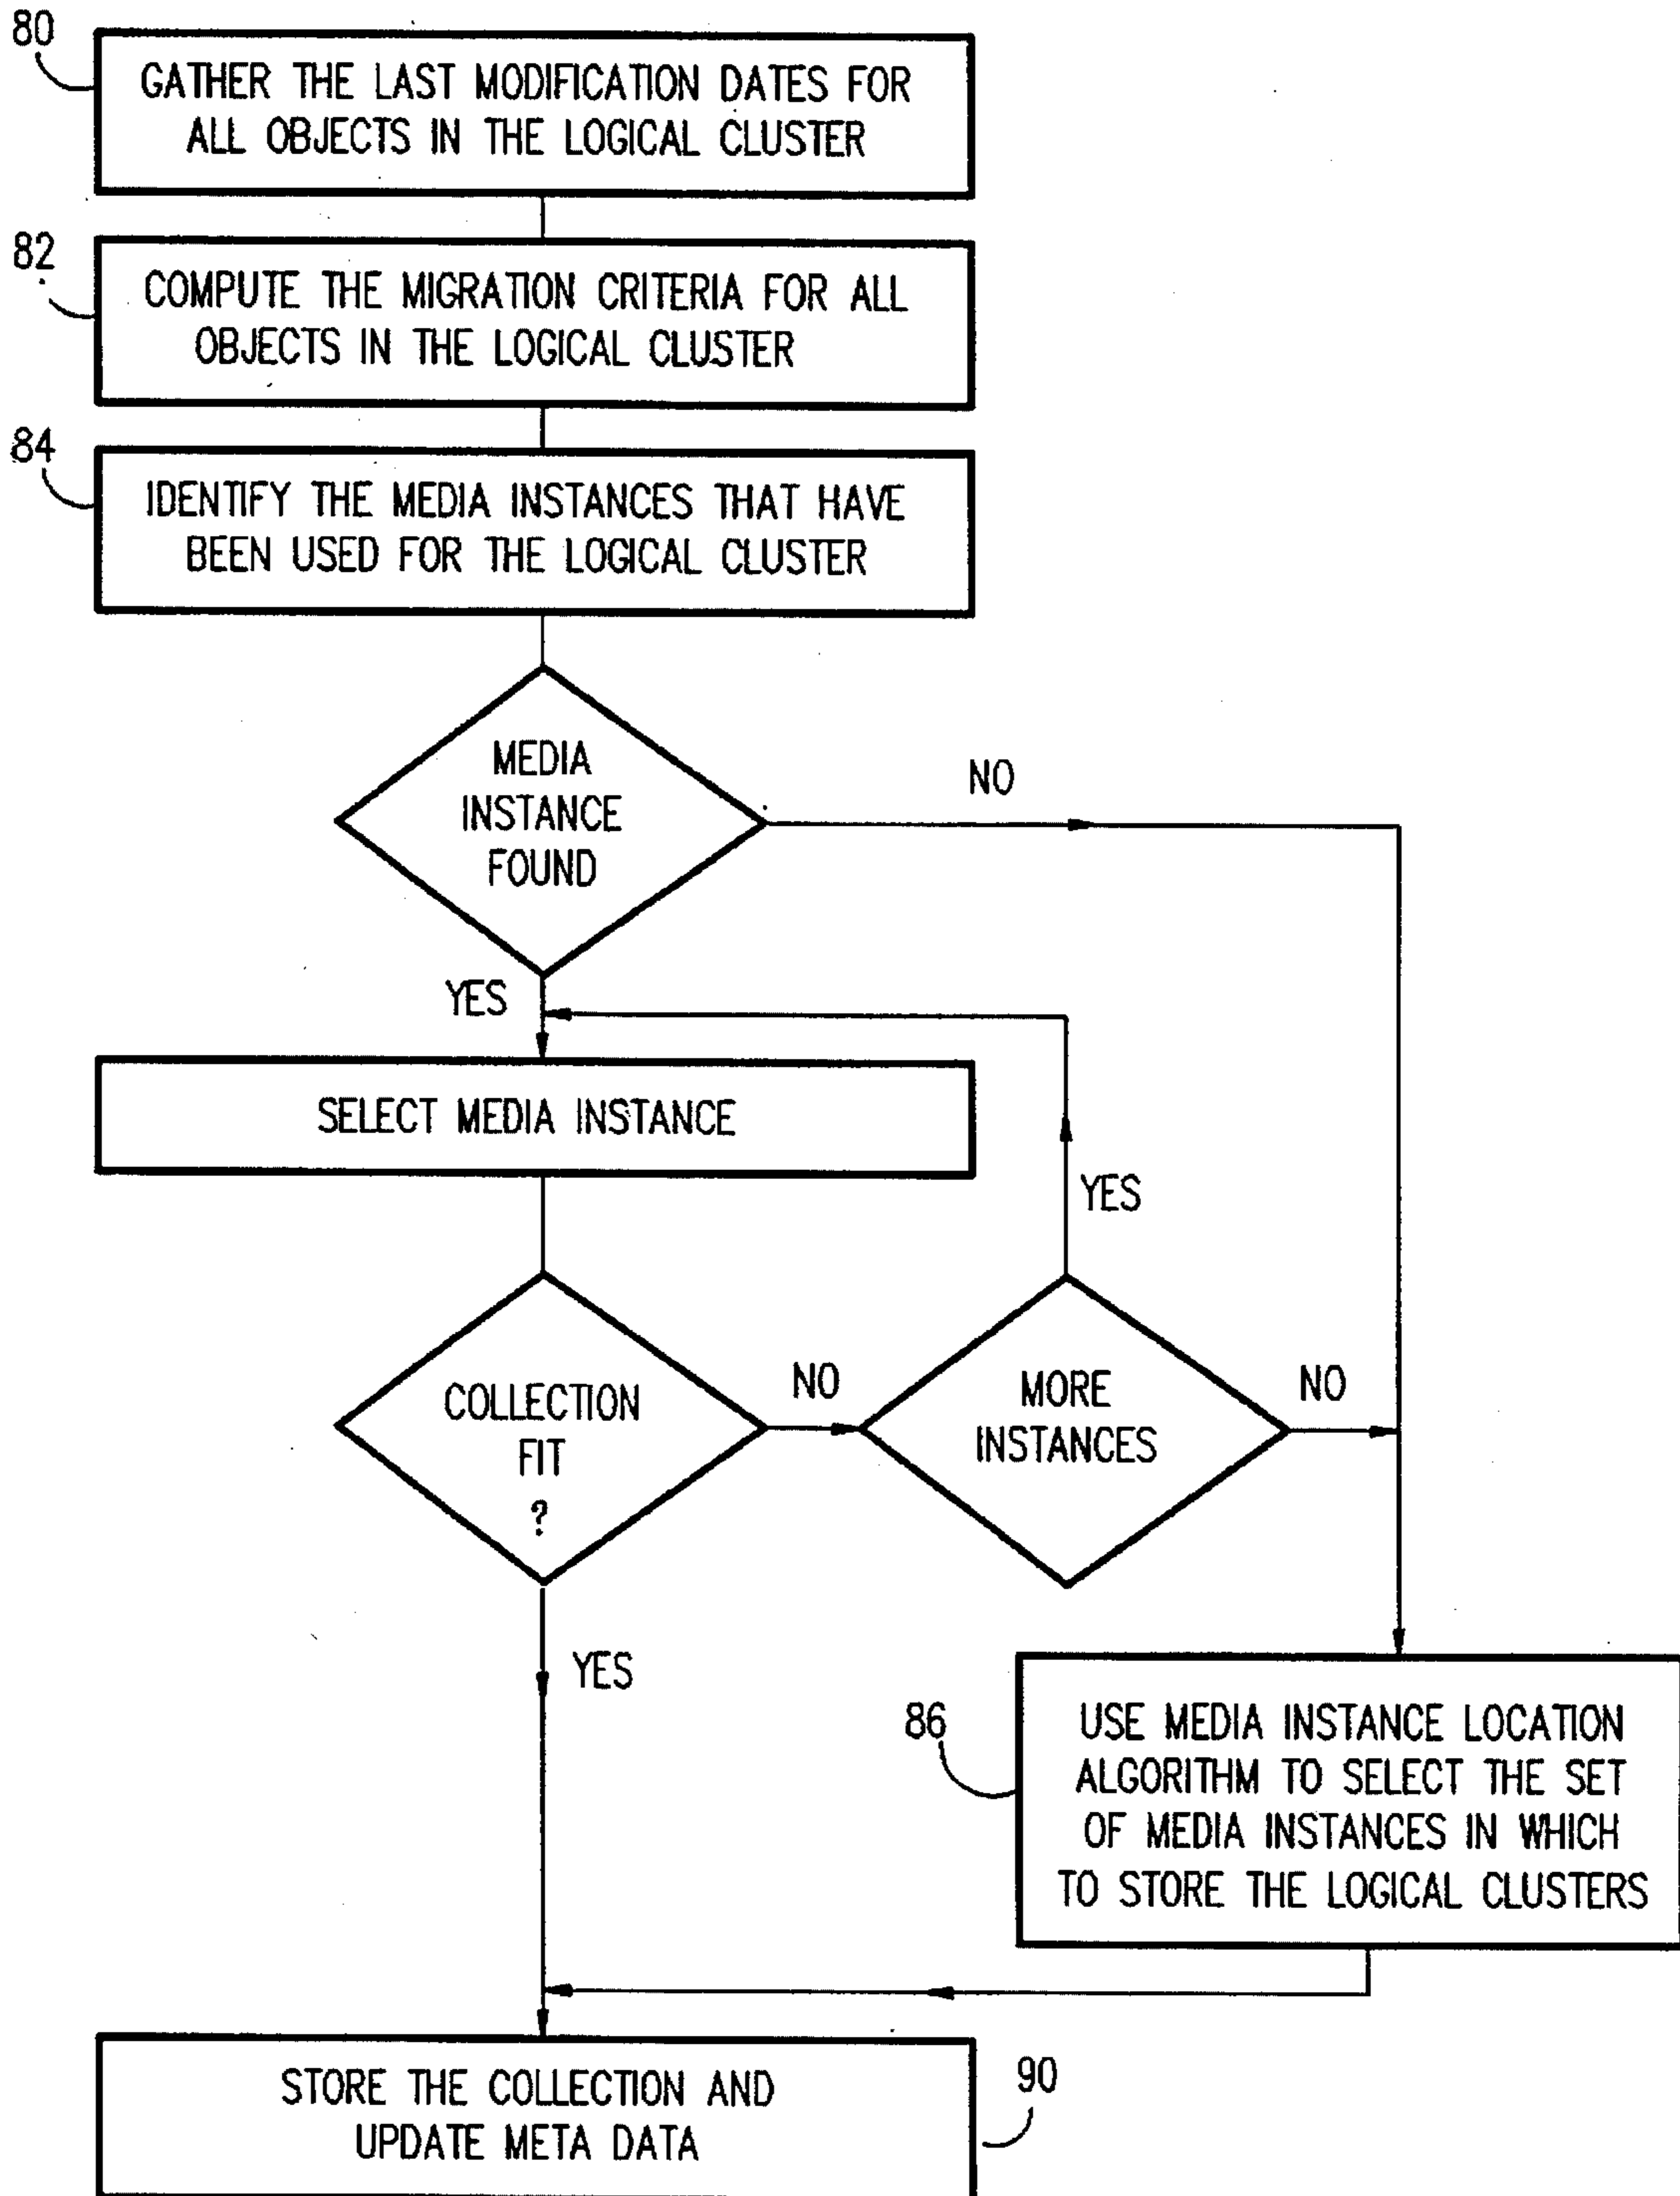 80
GATHER THE LAST MODIFICATION DATES FOR
ALL OBJECTS IN THE LOGICAL CLUSTER
82
COMPUTE THE MIGRATION CRITERIA FOR ALL
OBJECTS IN THE LOGICAL CLUSTER
84
IDENTIFY THE MEDIA INSTANCES THAT HAVE
BEEN USED FOR THE LOGICAL CLUSTER
MEDIA
INSTANCE
FOUND
NO
YES
SELECT MEDIA INSTANCE
YES
COLLECTION
FIT
?
NO
MORE
INSTANCES
NO
YES
86
USE MEDIA INSTANCE LOCATION
ALGORITHM TO SELECT THE SET
OF MEDIA INSTANCES IN WHICH
TO STORE THE LOGICAL CLUSTERS
STORE THE COLLECTION AND
UPDATE META DATA
90